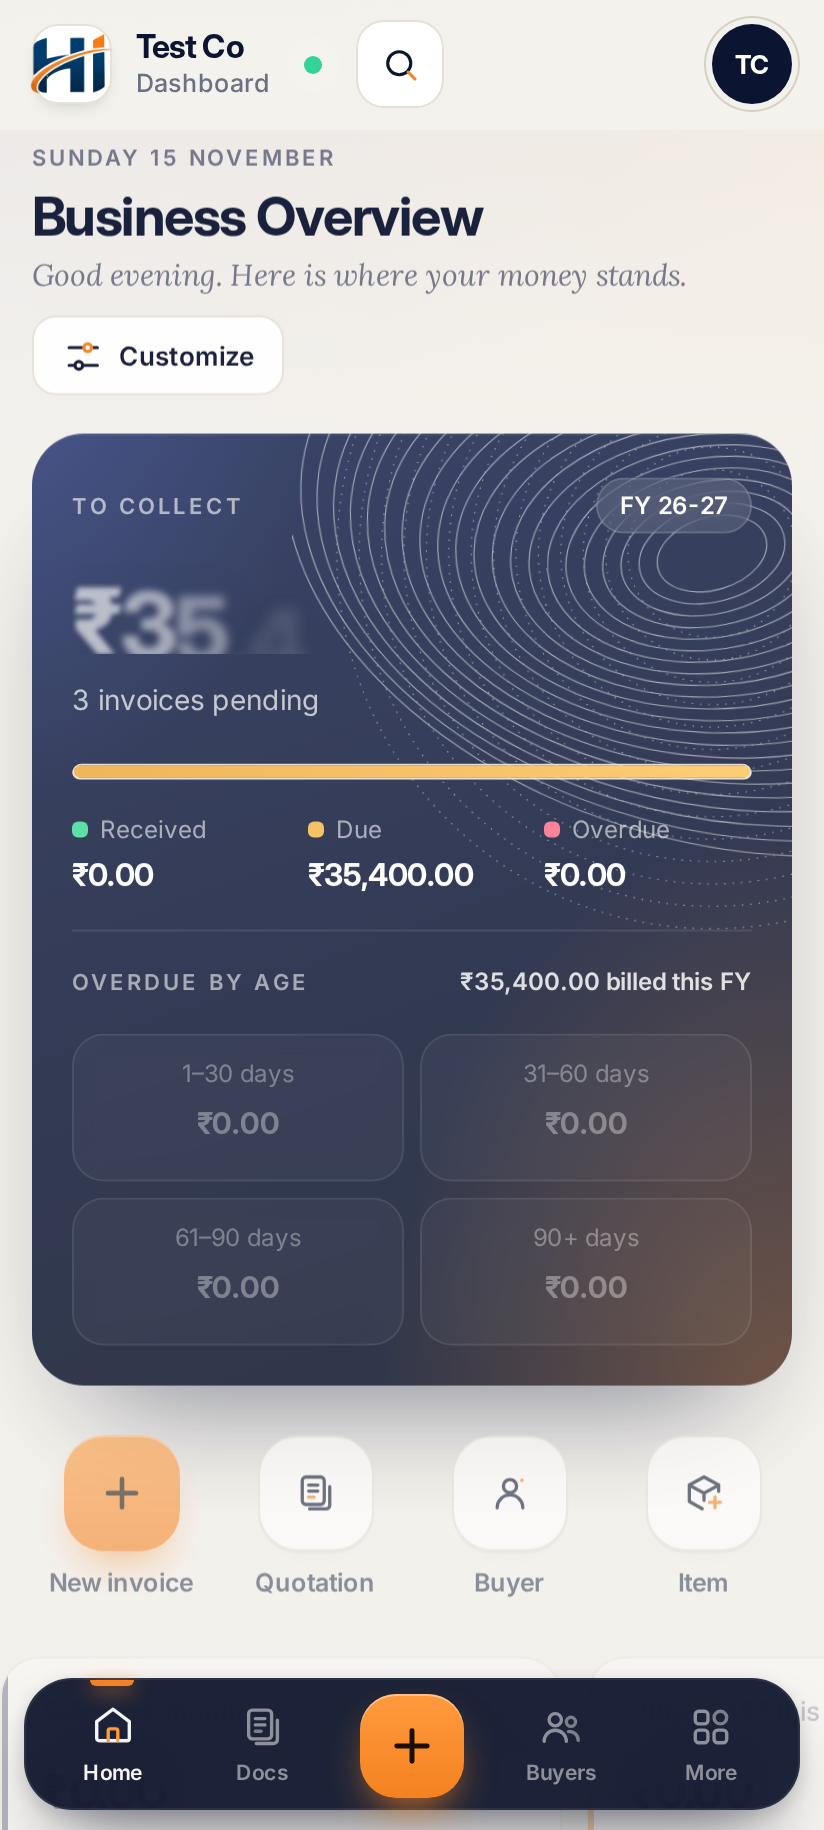 Hi
Test Co
Dashboard
TC
SUNDAY 15 NOVEMBER
Business Overview
Good evening. Here is where your money stands.
Customize
TO COLLECT
FY 26-27
₹35
3 invoices pending
Received
Due
Overdue
₹0.00
₹35,400.00
₹0.00
OVERDUE BY AGE
₹35,400.00 billed this FY
1–30 days
31–60 days
₹0.00
₹0.00
61–90 days
90+ days
₹0.00
₹0.00
New invoice
Quotation
Buyer
Item
Home
Docs
Buyers
More